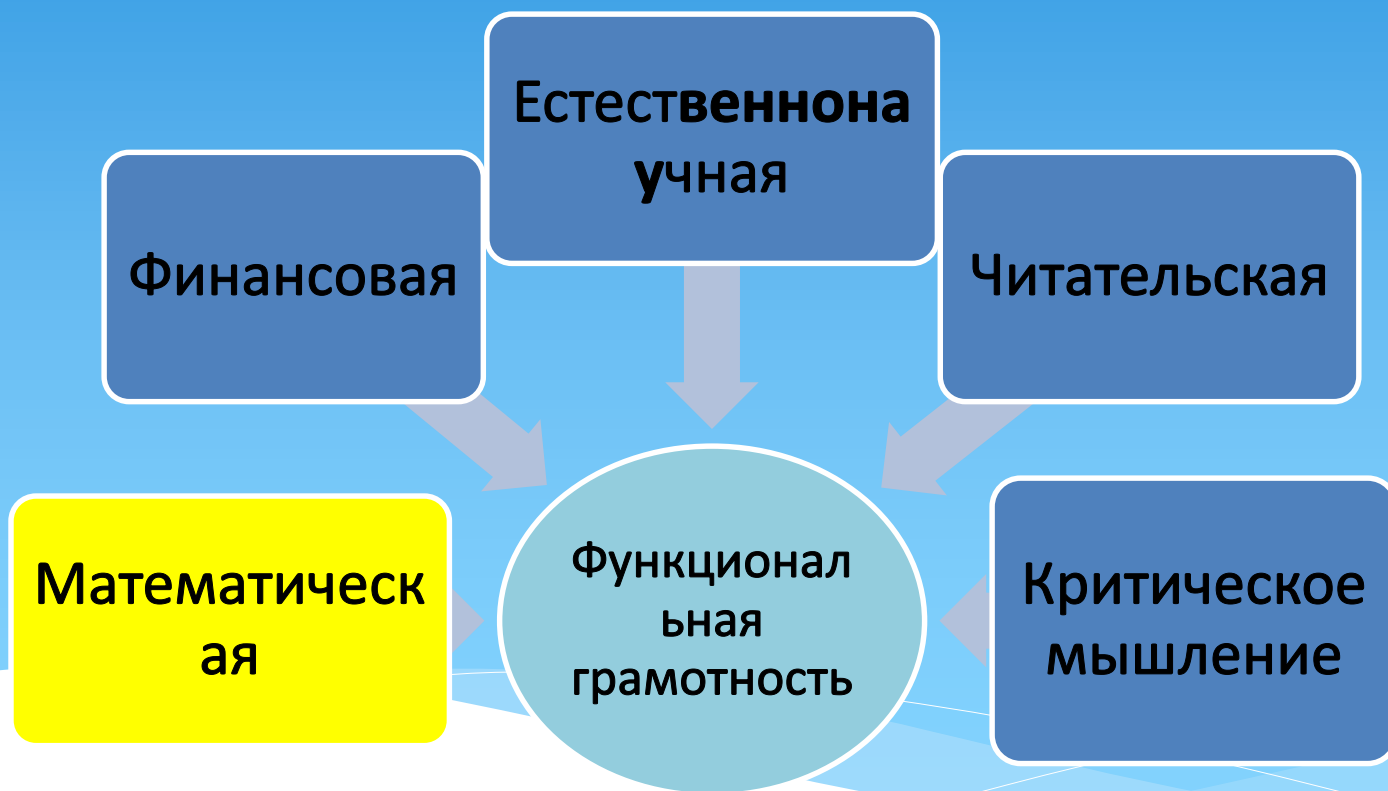 Естественнона
учная
Финансовая
Читательская
Математическ
ая
Функционал
ьная
грамотность
Критическое
мышление